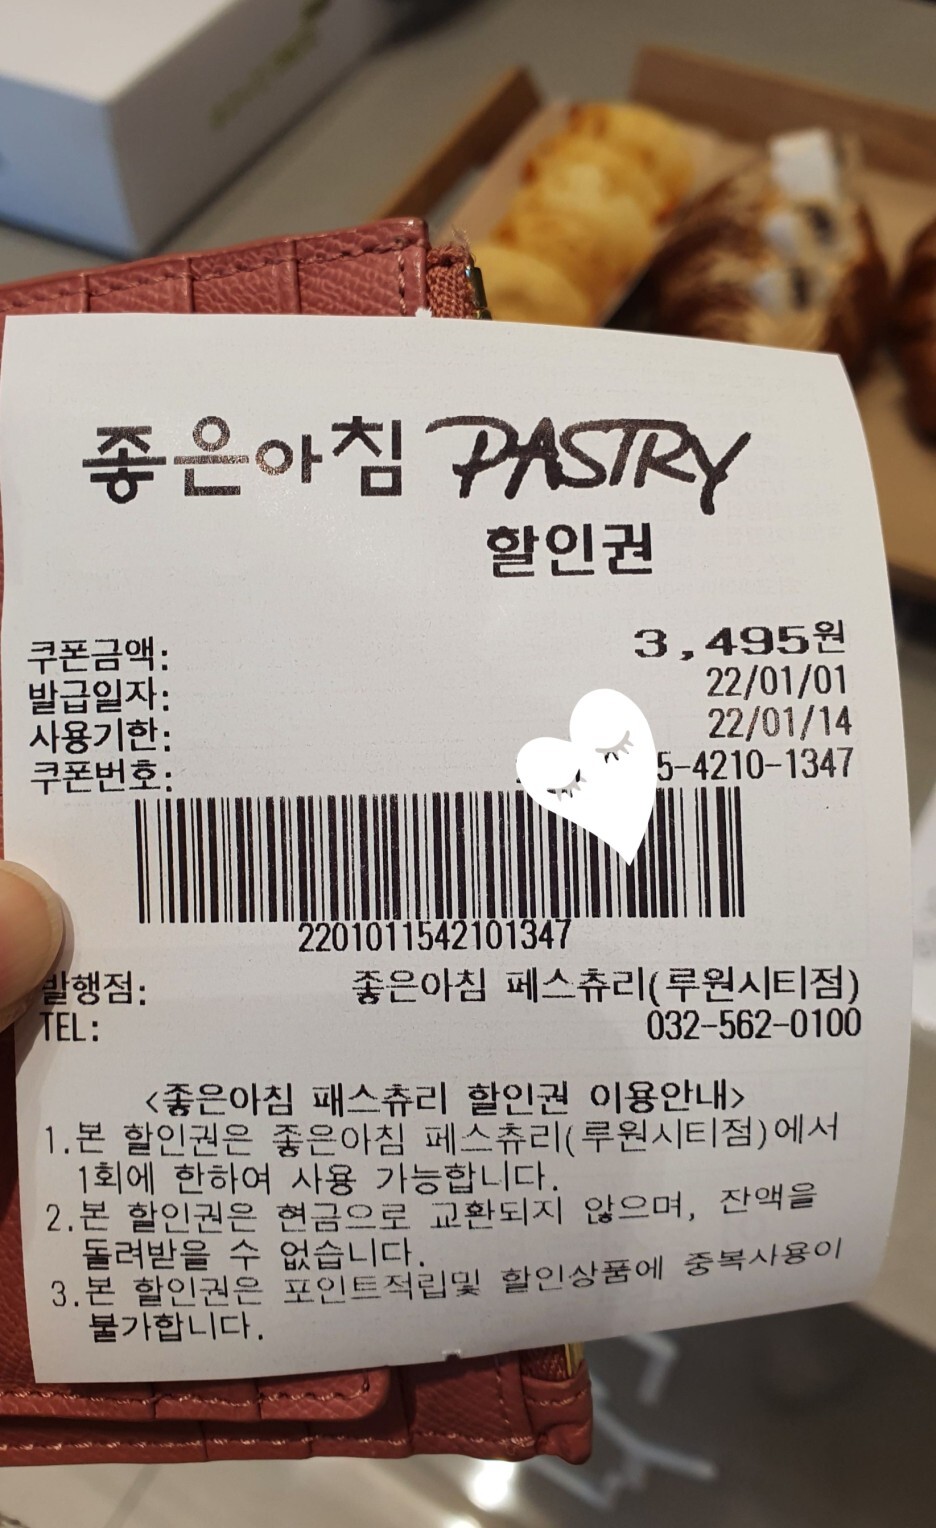 좋은아침 PASTRY
할인권
쿠폰금액: 3,495원
발급일자: 22/01/01
사용기한: 22/01/14
쿠폰번호: 5-4210-1347
2201011542101347
발행점: 좋은아침 페스츄리(루원시티점)
TEL: 032-562-0100
<좋은아침 패스츄리 할인권 이용안내>
1.본 할인권은 좋은아침 페스츄리(루원시티점)에서
1회에 한하여 사용 가능합니다.
2.본 할인권은 현금으로 교환되지 않으며, 잔액을
돌려받을 수 없습니다.
3.본 할인권은 포인트적립및 할인상품에 중복사용이
불가합니다.